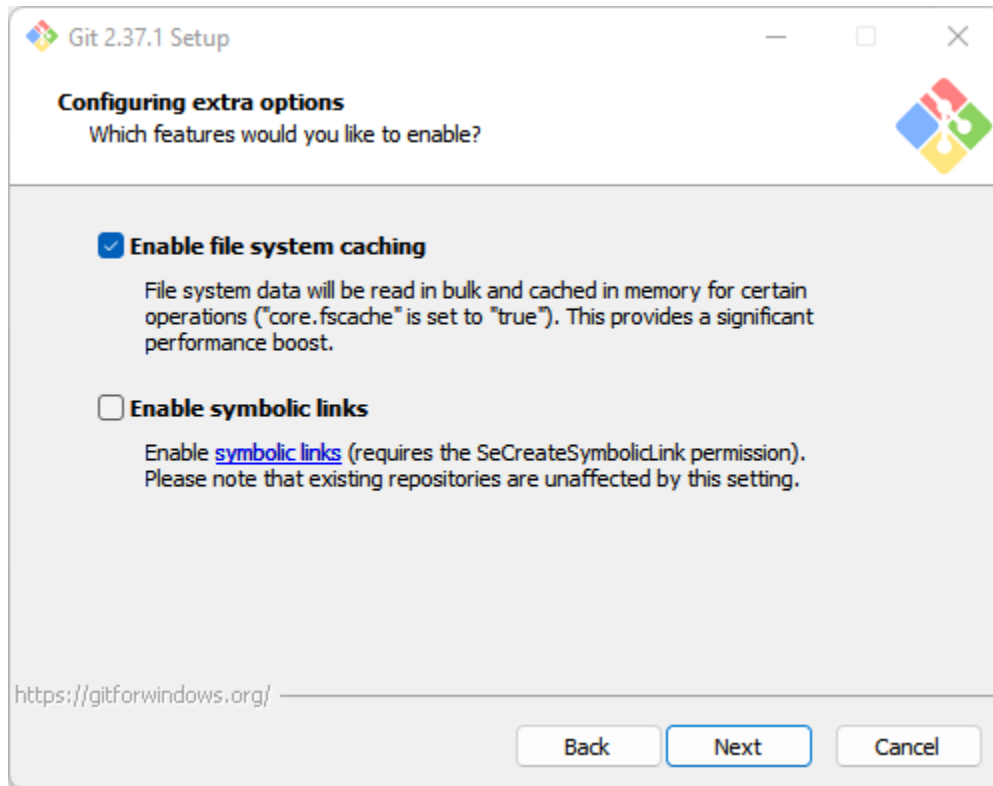 Git 2.37.1 Setup
Configuring extra options
Which features would you like to enable?
Enable file system caching
File system data will be read in bulk and cached in memory for certain
operations ("core.fscache" is set to "true"). This provides a significant
performance boost.
Enable symbolic links
Enable symbolic links (requires the SeCreateSymbolicLink permission).
Please note that existing repositories are unaffected by this setting.
https://gitforwindows.org/
Back Next Cancel